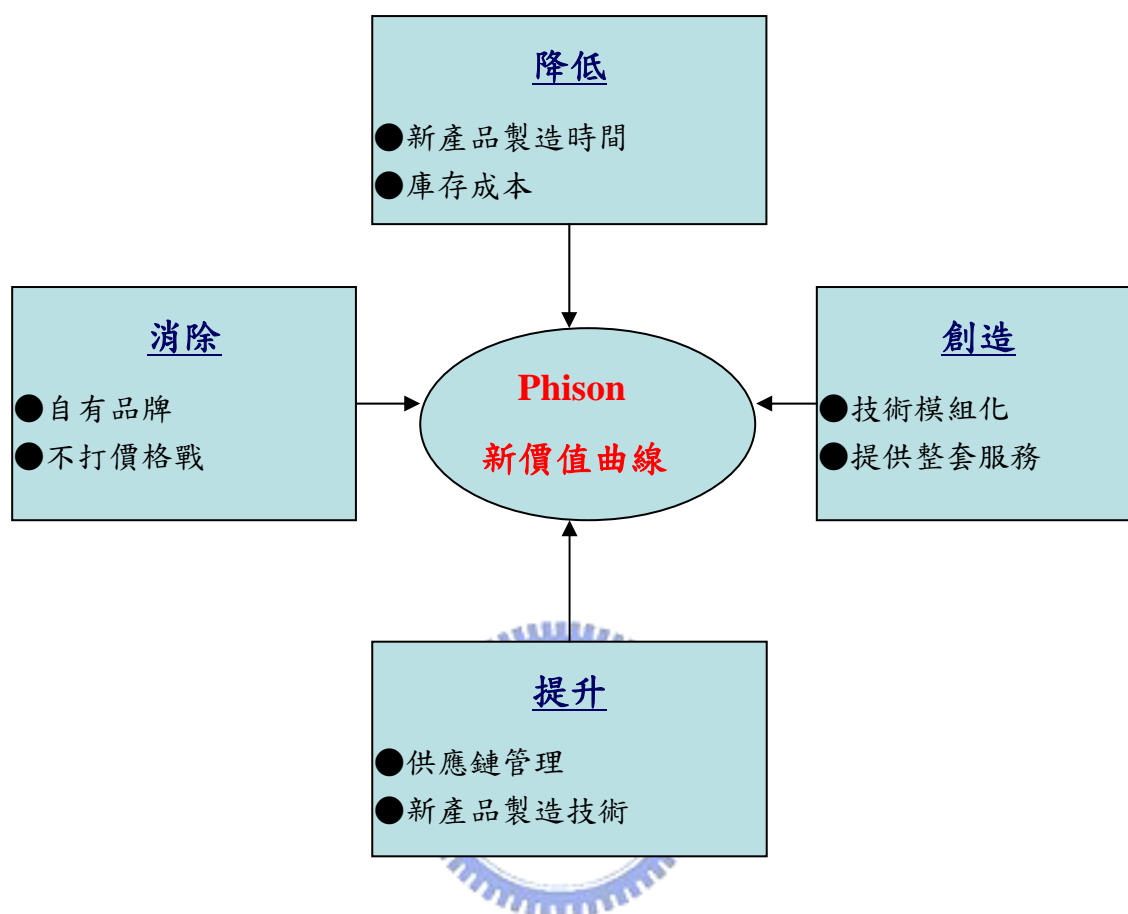 降低
●新產品製造時間
●庫存成本
消除
●自有品牌
●不打價格戰
Phison
新價值曲線
創造
●技術模組化
●提供整套服務
提升
●供應鏈管理
●新產品製造技術